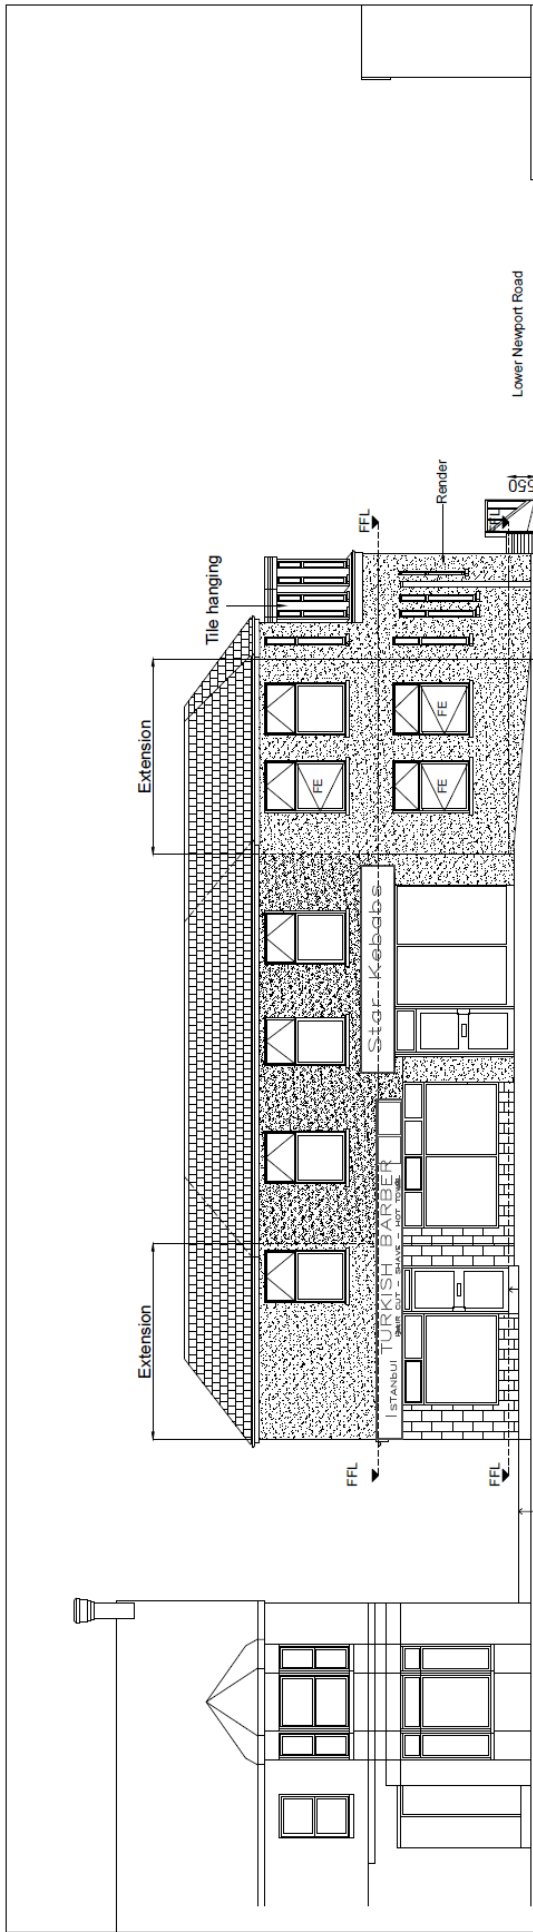 Extension
Extension
Tile hanging
FFL
FFL
Render
Star Kebabs
FE
FE
FE
ISTANbUl TURKISH BARBER
HAIR CUT - SHAVE - HOT TOWEL
FFL
FFL
550
Lower Newport Road